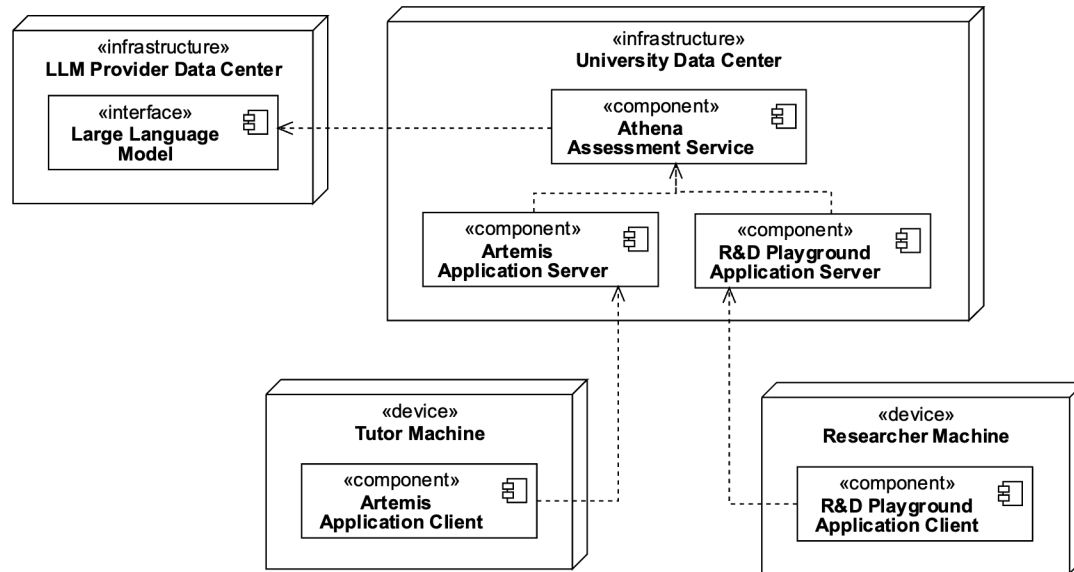 «infrastructure»
LLM Provider Data Center
«interface»
Large Language
Model
«infrastructure»
University Data Center
«component»
Athena
Assessment Service
«component»
Artemis
Application Server
«component»
R&D Playground
Application Server
«device»
Tutor Machine
«component»
Artemis
Application Client
«device»
Researcher Machine
«component»
R&D Playground
Application Client